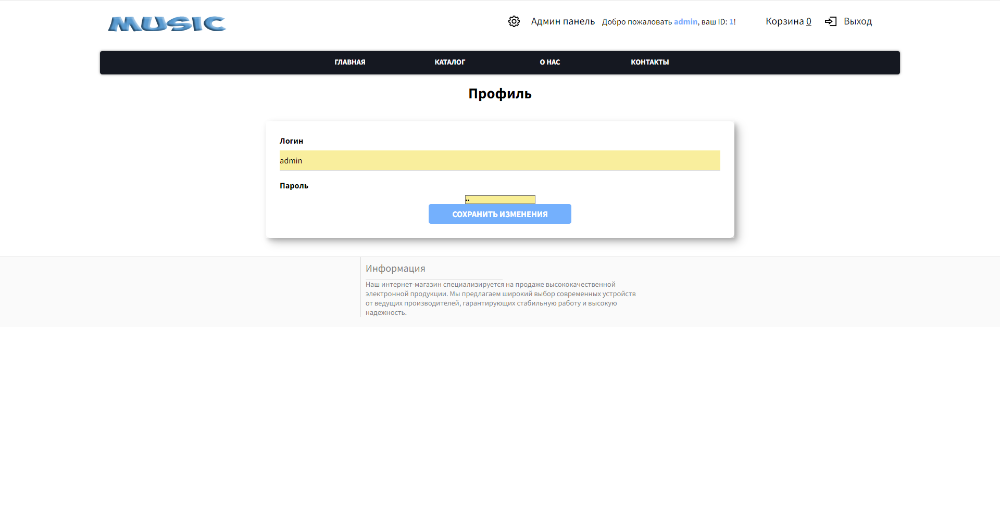 MUSIC
Админ панель
Добро пожаловать admin, ваш ID: 1!
Корзина 0
Выход
ГЛАВНАЯ
КАТАЛОГ
О НАС
КОНТАКТЫ
Профиль
Логин
admin
Пароль
••
СОХРАНИТЬ ИЗМЕНЕНИЯ
Информация
Наш интернет-магазин специализируется на продаже высококачественной
электронной продукции. Мы предлагаем широкий выбор современных устройств
от ведущих производителей, гарантирующих стабильную работу и высокую
надежность.